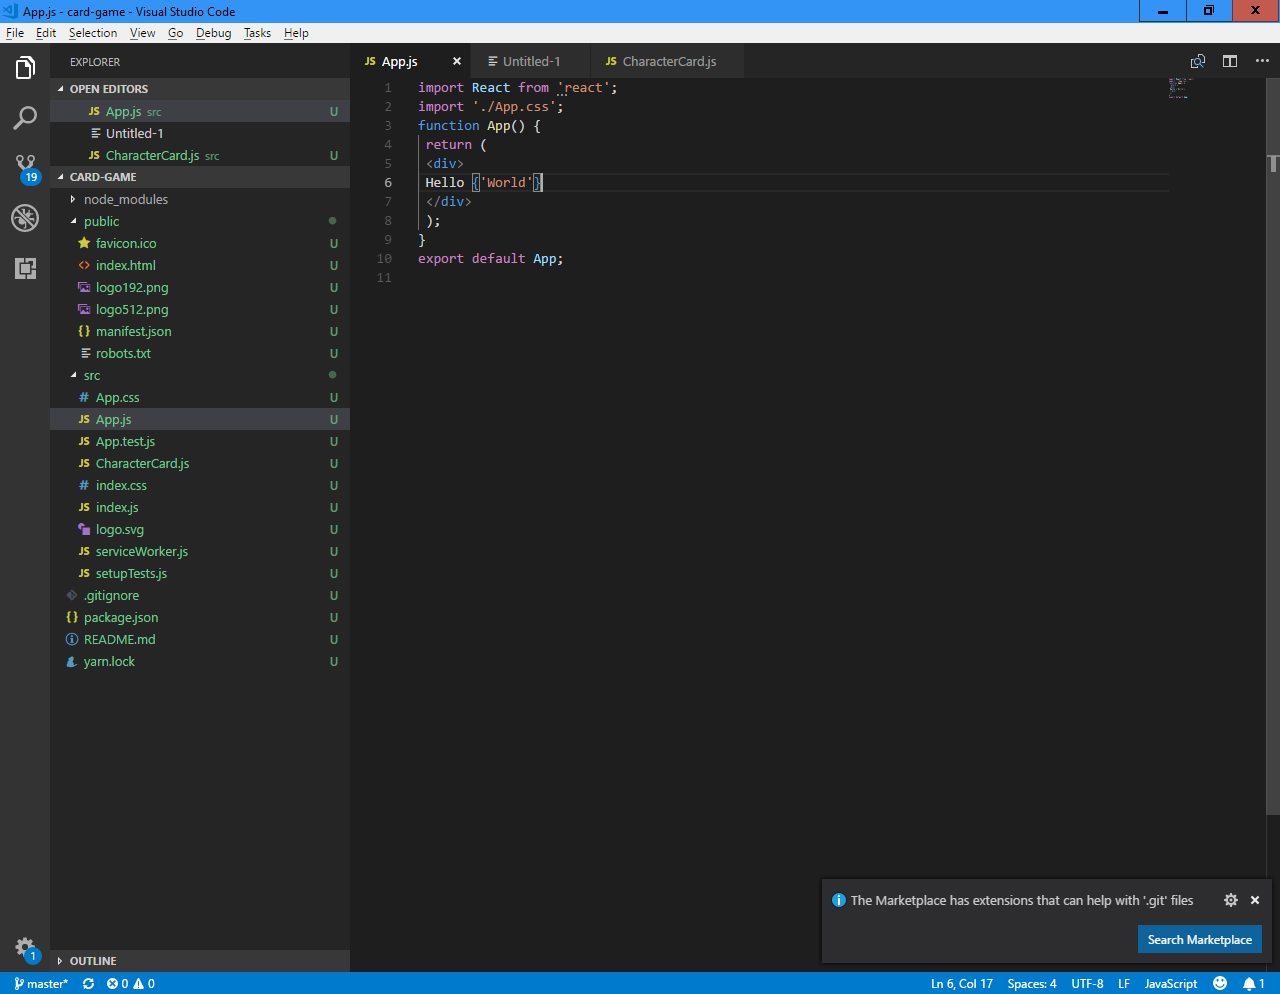 App.js - card-game - Visual Studio Code
File Edit Selection View Go Debug Tasks Help
EXPLORER
OPEN EDITORS
JS App.js src U
Untitled-1
JS CharacterCard.js src U
19
CARD-GAME
node_modules
public
favicon.ico U
<> index.html U
logo192.png U
logo512.png U
{} manifest.json U
robots.txt U
src
# App.css U
JS App.js U
JS App.test.js U
JS CharacterCard.js U
# index.css U
JS index.js U
logo.svg U
JS serviceWorker.js U
JS setupTests.js U
.gitignore U
{} package.json U
README.md U
yarn.lock U
OUTLINE
1
JS App.js Untitled-1 JS CharacterCard.js
1 import React from 'react';
2 import './App.css';
3 function App() {
4 return (
5 <div>
6 Hello {'World'}
7 </div>
8 );
9 }
10 export default App;
11
The Marketplace has extensions that can help with '.git' files
Search Marketplace
master* 0 0 Ln 6, Col 17 Spaces: 4 UTF-8 LF JavaScript 1